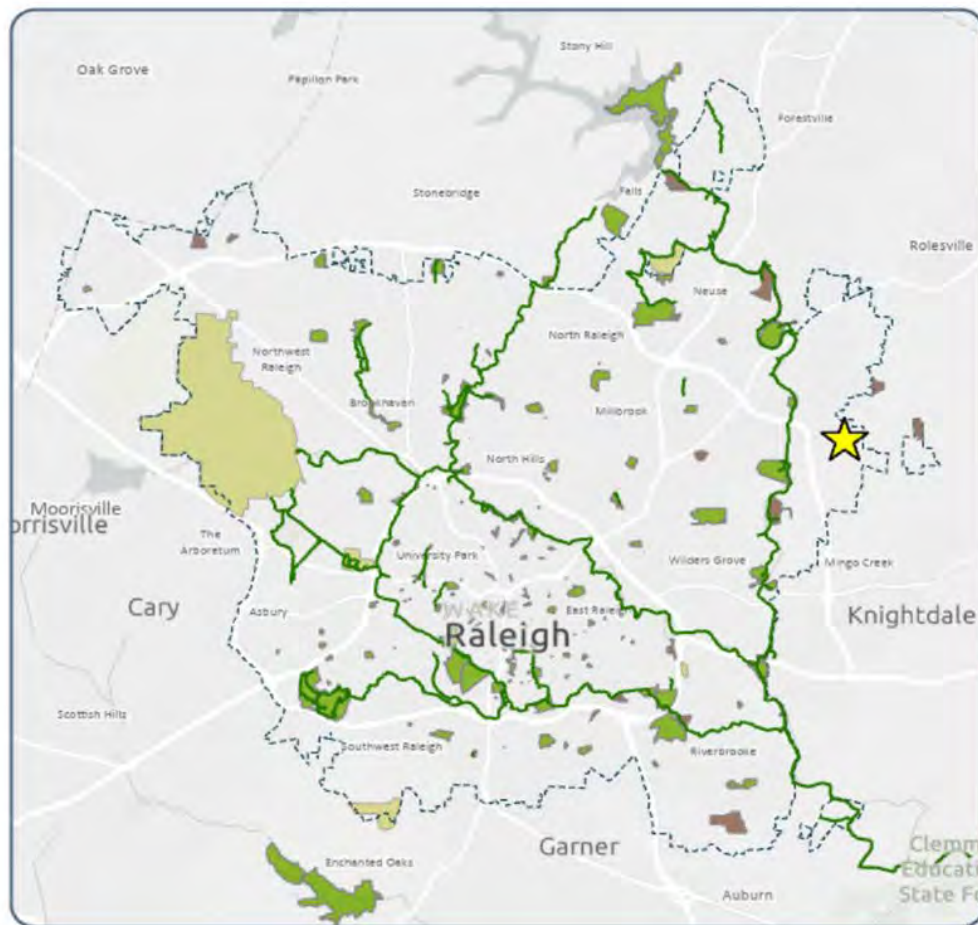 Stony Hill
Oak Grove
Papillon Park
Forestville
Stonebridge
Falls
Rolesville
Neuse
North Raleigh
Northwest
Raleigh
Brookhaven
Millbrook
North Hills
Moorisville
orrisville
The
Arboretum
University Park
Wilders Grove
Mingo Creek
Cary
Asbury
WAKE
East Raleigh
Knightdale
Raleigh
Scottish Hills
Southwest Raleigh
Riverbrooke
Garner
Enchanted Oaks
Auburn
Clemm
Educati
State Fo